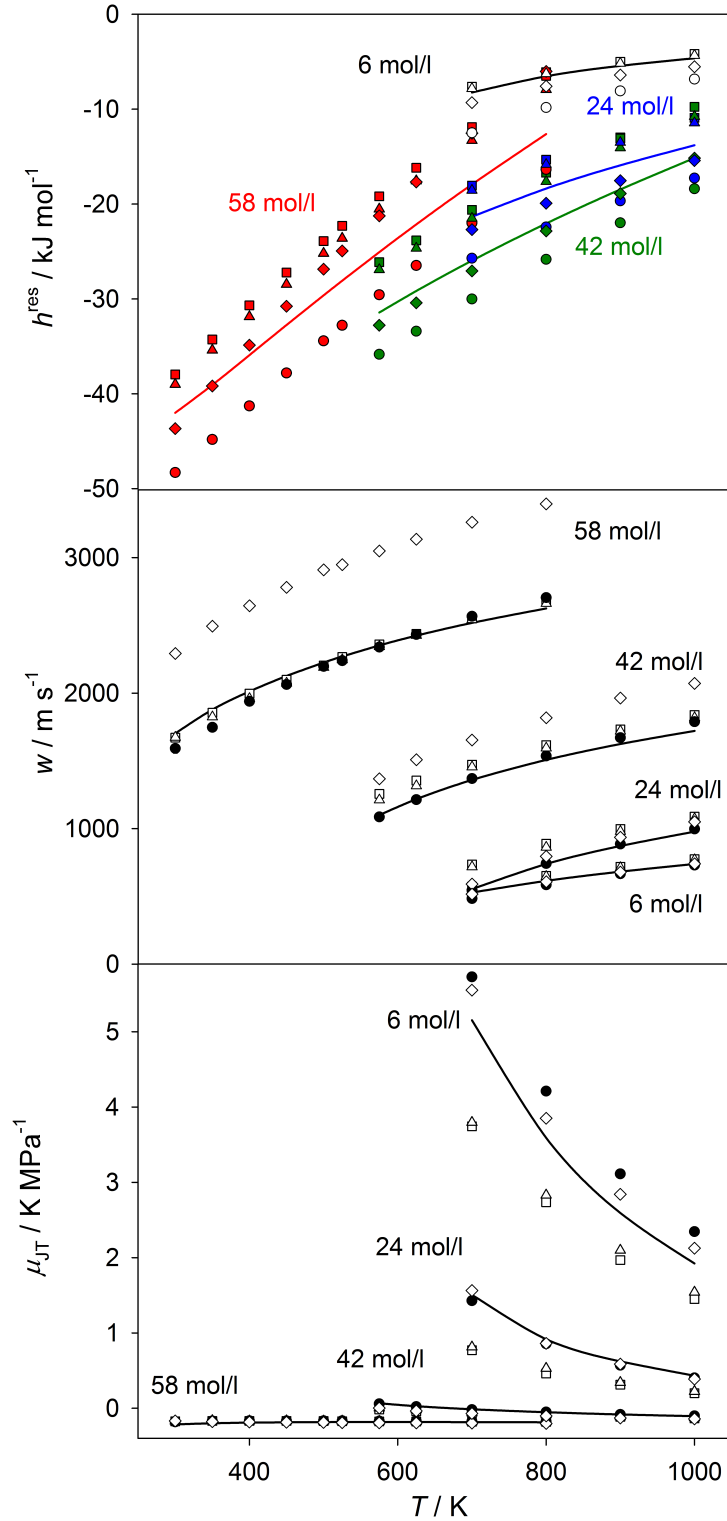 0
6 mol/l
-10
24 mol/l
-20
58 mol/l
42 mol/l
-30
-40
-50
hʳᵉˢ / kJ mol⁻¹
58 mol/l
3000
42 mol/l
2000
24 mol/l
1000
6 mol/l
0
w / m s⁻¹
6 mol/l
5
4
3
2
24 mol/l
1
42 mol/l
58 mol/l
0
μJT / K MPa⁻¹
400 600 800 1000
T / K